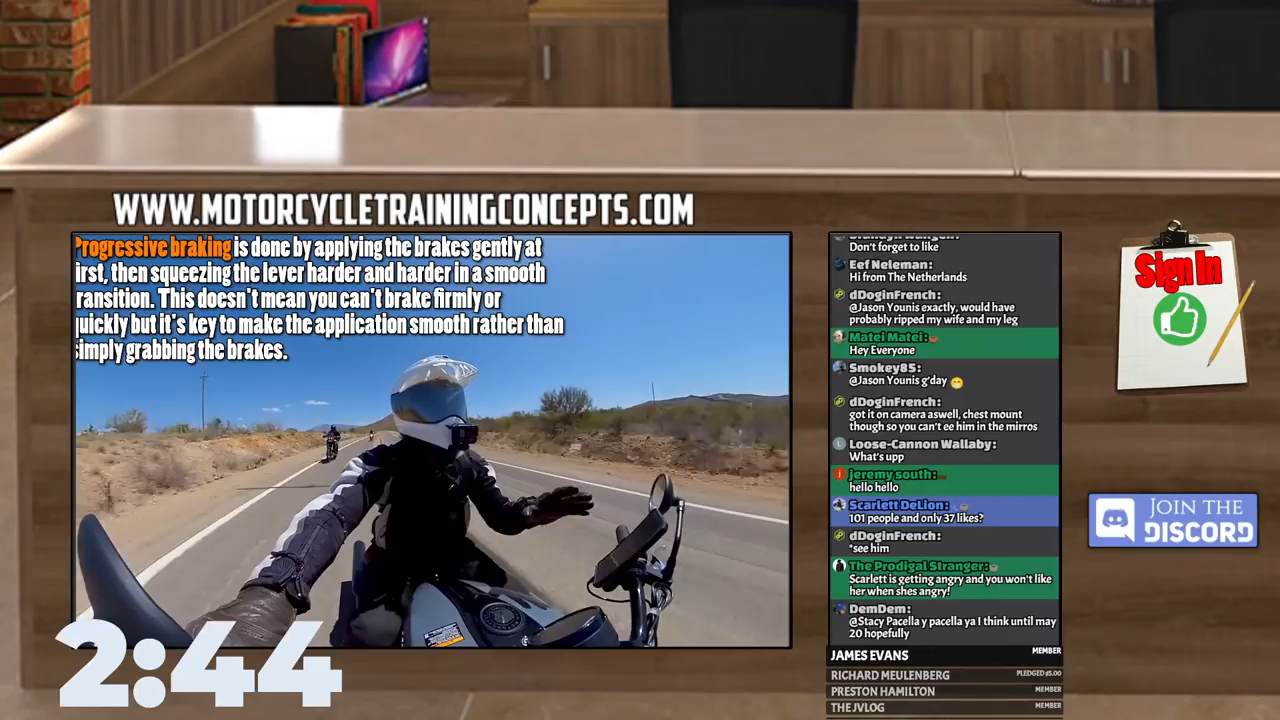 WWW.MOTORCYCLETRAININGCONCEPTS.COM
Progressive braking is done by applying the brakes gently at
irst, then squeezing the lever harder and harder in a smooth
ransition. This doesn't mean you can't brake firmly or
uickly but it's key to make the application smooth rather than
simply grabbing the brakes.
2:44
Don't forget to like
Eef Neleman:
Hi from The Netherlands
dDoginFrench:
@Jason Younis exactly, would have
probably ripped my wife and my leg
Matei Matei:
Hey Everyone
Smokey85:
@Jason Younis g'day
dDoginFrench:
got it on camera aswell, chest mount
though so you can't ee him in the mirros
Loose-Cannon Wallaby:
What's upp
jeremy south:
hello hello
Scarlett DeLion:
101 people and only 37 likes?
dDoginFrench:
*see him
The Prodigal Stranger:
Scarlett is getting angry and you won't like
her when shes angry!
DemDem:
@Stacy Pacella y pacella ya I think until may
20 hopefully
JAMES EVANS MEMBER
RICHARD MEULENBERG PLEDGED $5.00
PRESTON HAMILTON MEMBER
THE JVLOG MEMBER
Sign In
JOIN THE
DISCORD